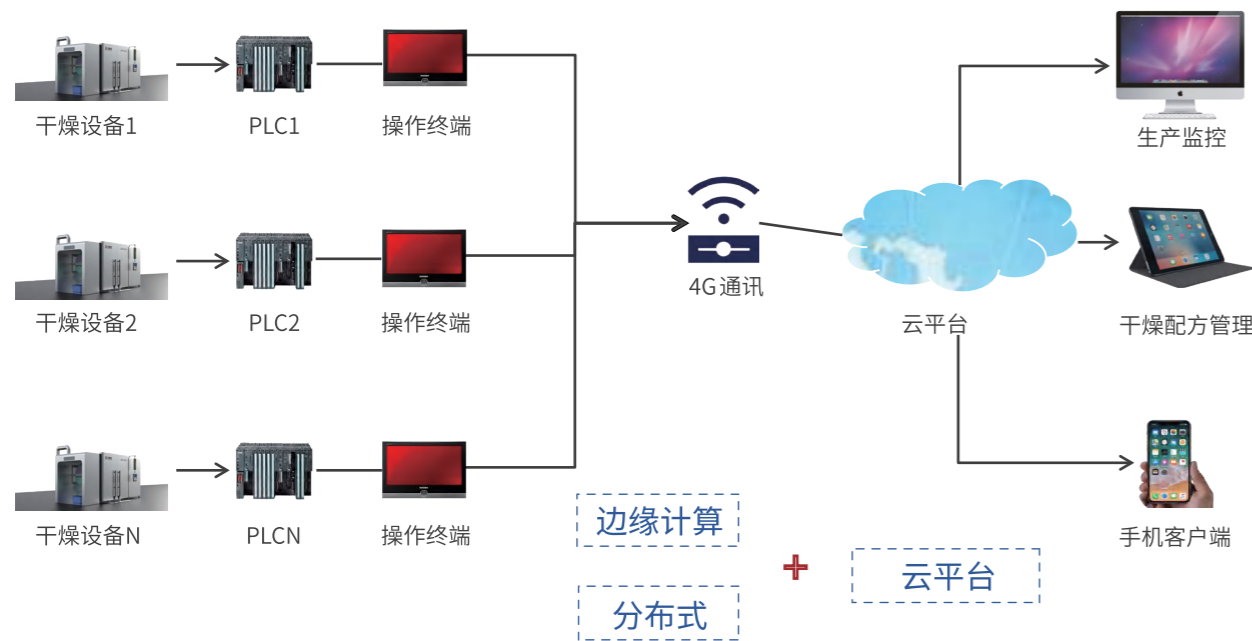 干燥设备1
PLC1
操作终端
生产监控
干燥设备2
PLC2
操作终端
4G通讯
云平台
干燥配方管理
干燥设备N
PLCN
操作终端
手机客户端
边缘计算
+
云平台
分布式